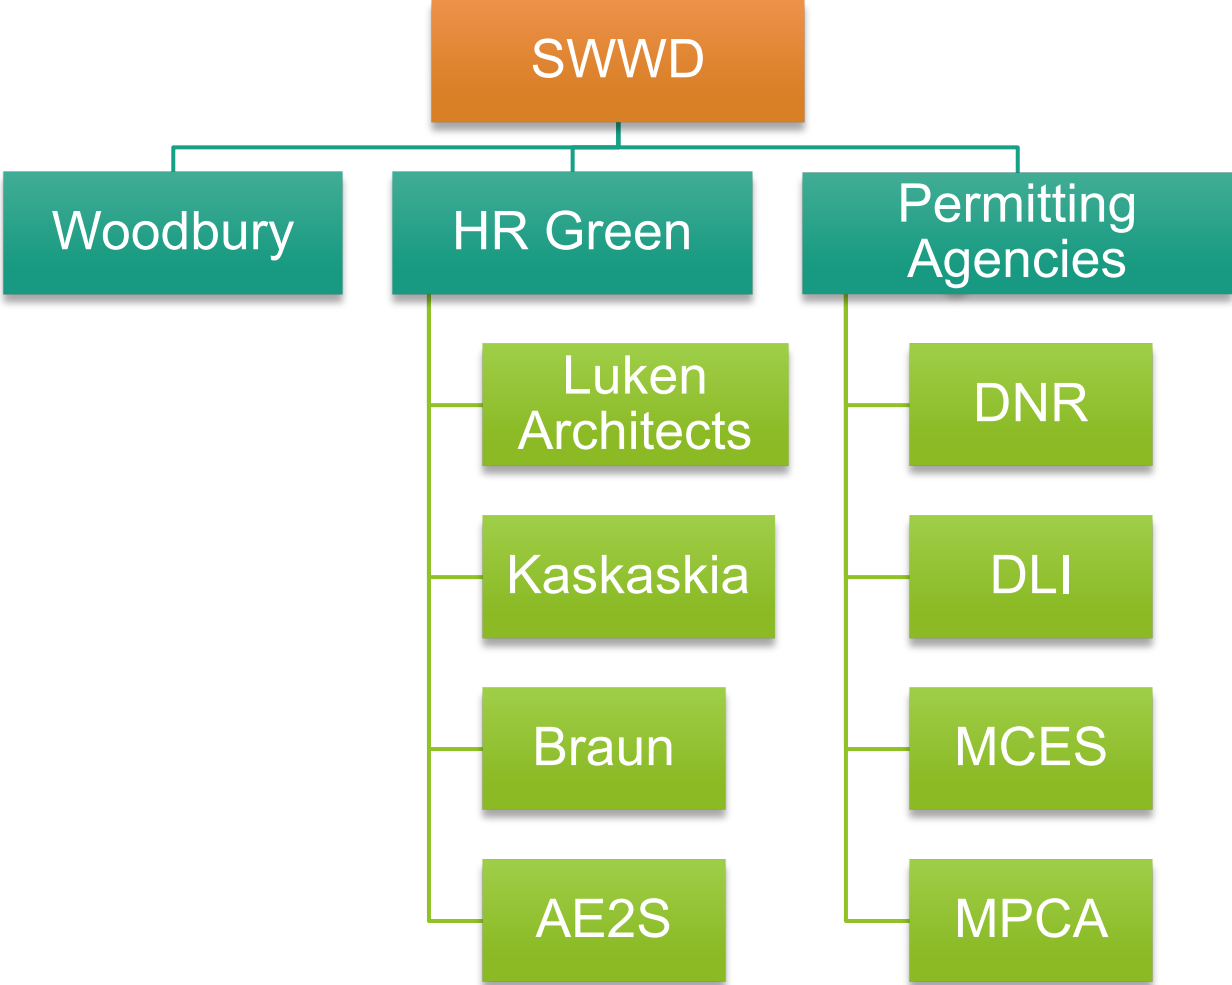 SWWD
Woodbury
HR Green
Permitting
Agencies
Luken
Architects
DNR
Kaskaskia
DLI
Braun
MCES
AE2S
MPCA